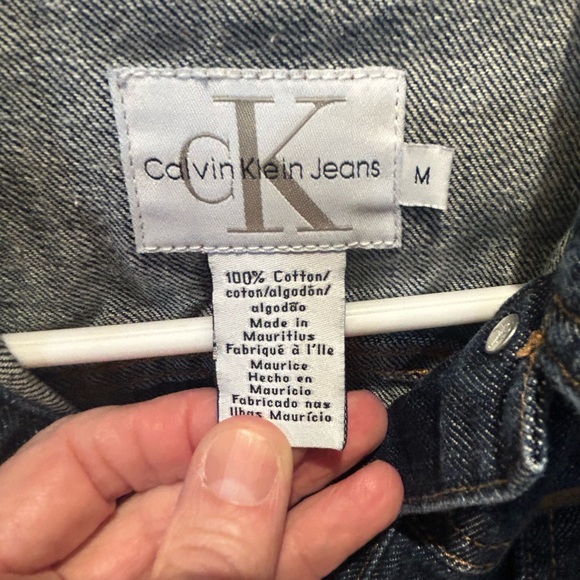 CK
Calvin Klein Jeans
M
100% Cotton/
coton/algodón/
algodão
Made in
Mauritius
Fabriqué à l'Ile
Maurice
Hecho en
Maurício
Fabricado nas
Ilhas Maurício